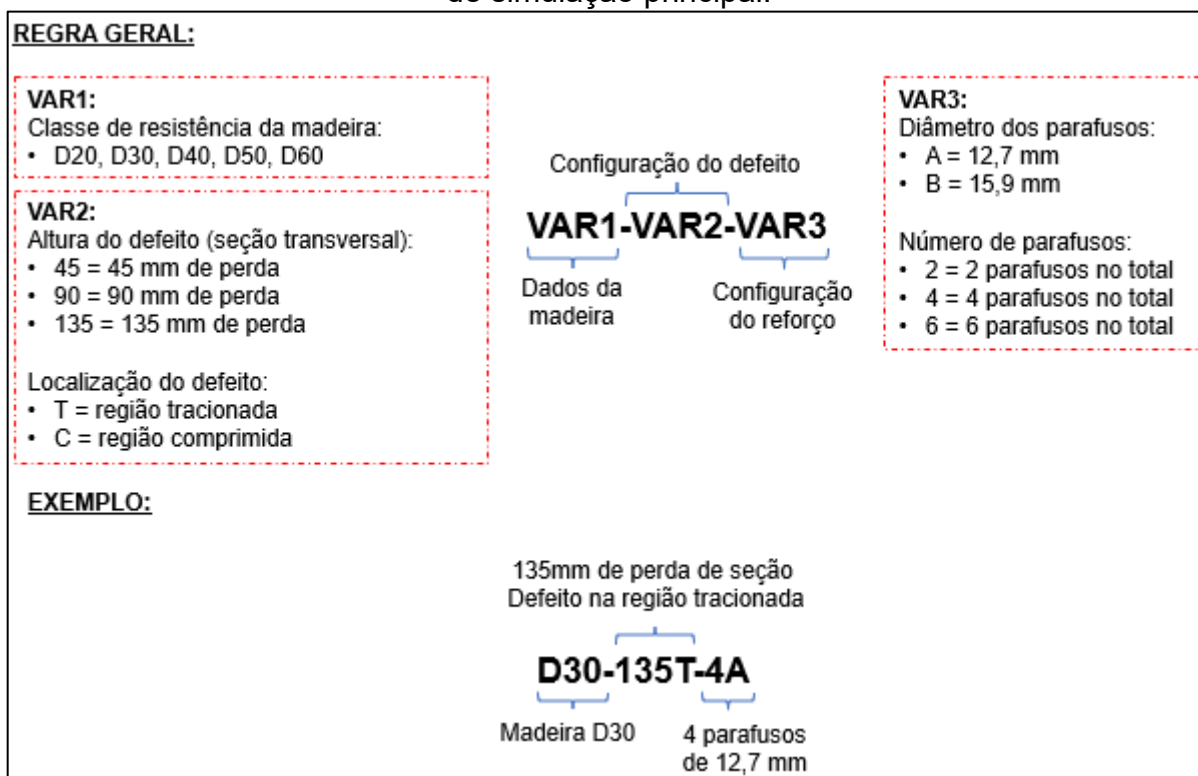 de simulação principal.
REGRA GERAL:
VAR1:
Classe de resistência da madeira:
• D20, D30, D40, D50, D60
VAR2:
Altura do defeito (seção transversal):
• 45 = 45 mm de perda
• 90 = 90 mm de perda
• 135 = 135 mm de perda
Localização do defeito:
• T = região tracionada
• C = região comprimida
Configuração do defeito
VAR1-VAR2-VAR3
Dados da
madeira
Configuração
do reforço
VAR3:
Diâmetro dos parafusos:
• A = 12,7 mm
• B = 15,9 mm
Número de parafusos:
• 2 = 2 parafusos no total
• 4 = 4 parafusos no total
• 6 = 6 parafusos no total
EXEMPLO:
135mm de perda de seção
Defeito na região tracionada
D30-135T-4A
Madeira D30
4 parafusos
de 12,7 mm